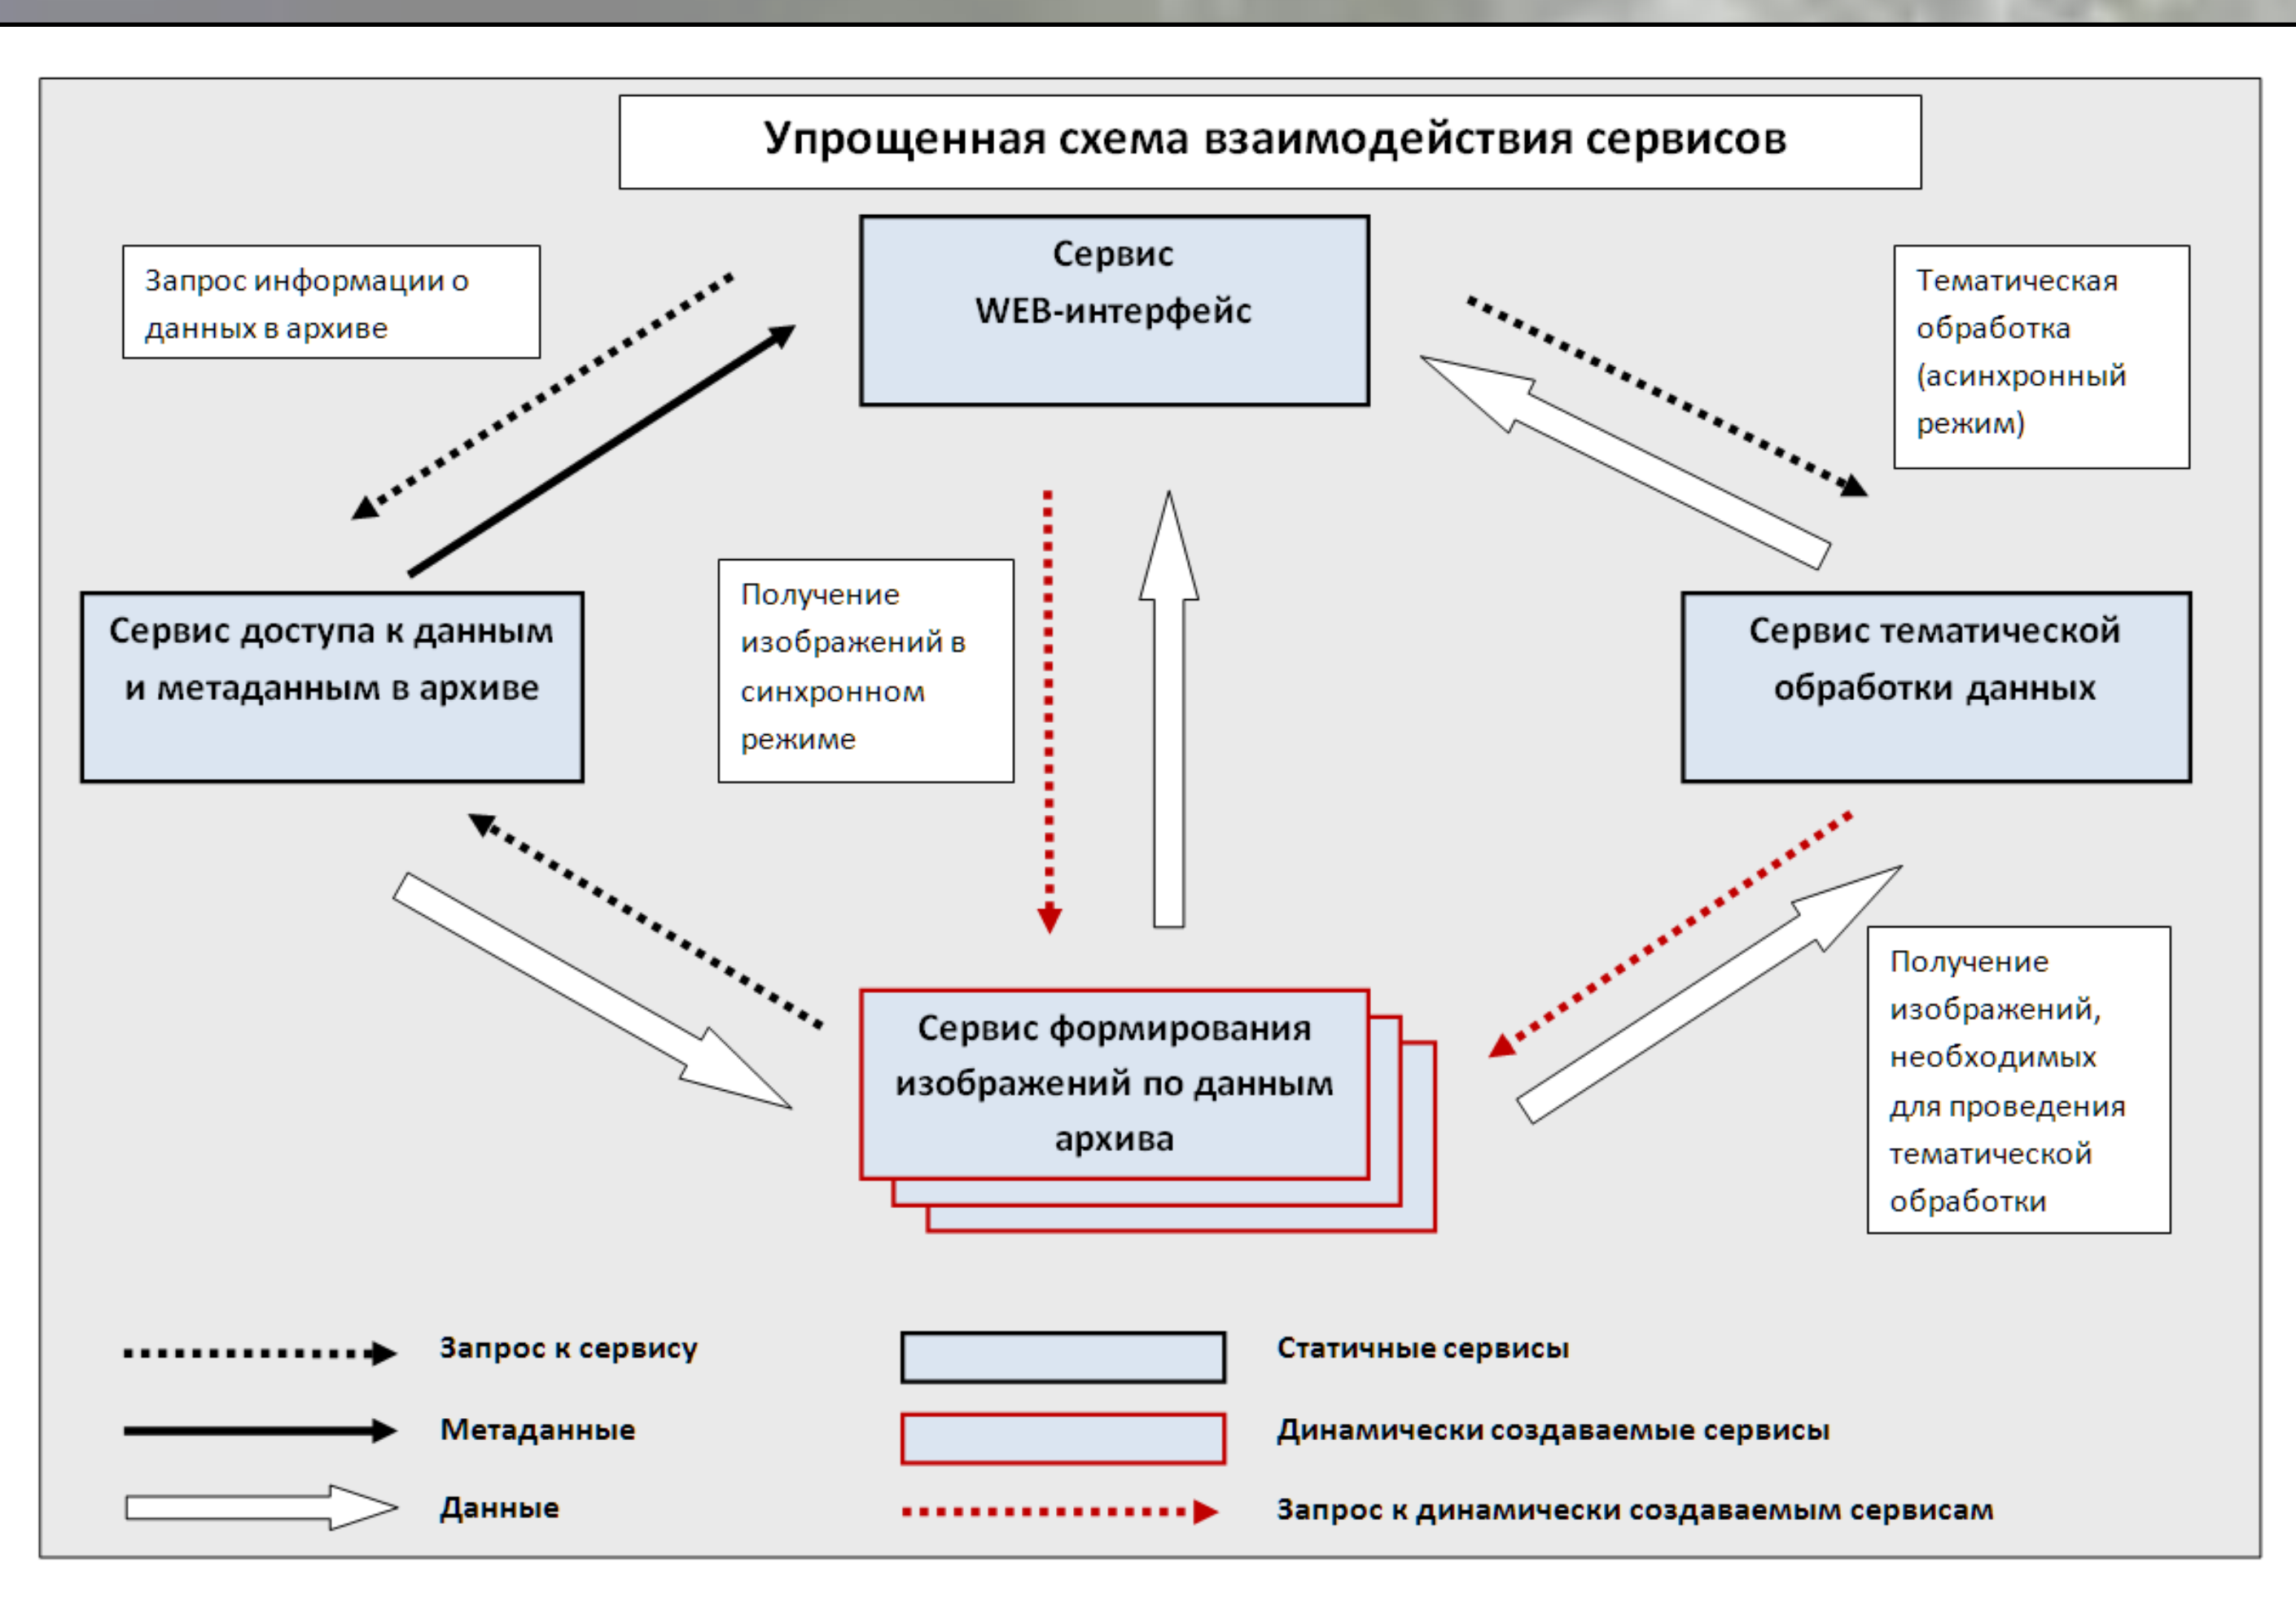 Упрощенная схема взаимодействия сервисов
Запрос информации о
данных в архиве
Сервис
WEB-интерфейс
Тематическая
обработка
(асинхронный
режим)
Сервис доступа к данным
и метаданным в архиве
Получение
изображений в
синхронном
режиме
Сервис тематической
обработки данных
Сервис формирования
изображений по данным
архива
Получение
изображений,
необходимых
для проведения
тематической
обработки
Запрос к сервису
Статичные сервисы
Метаданные
Динамически создаваемые сервисы
Данные
Запрос к динамически создаваемым сервисам